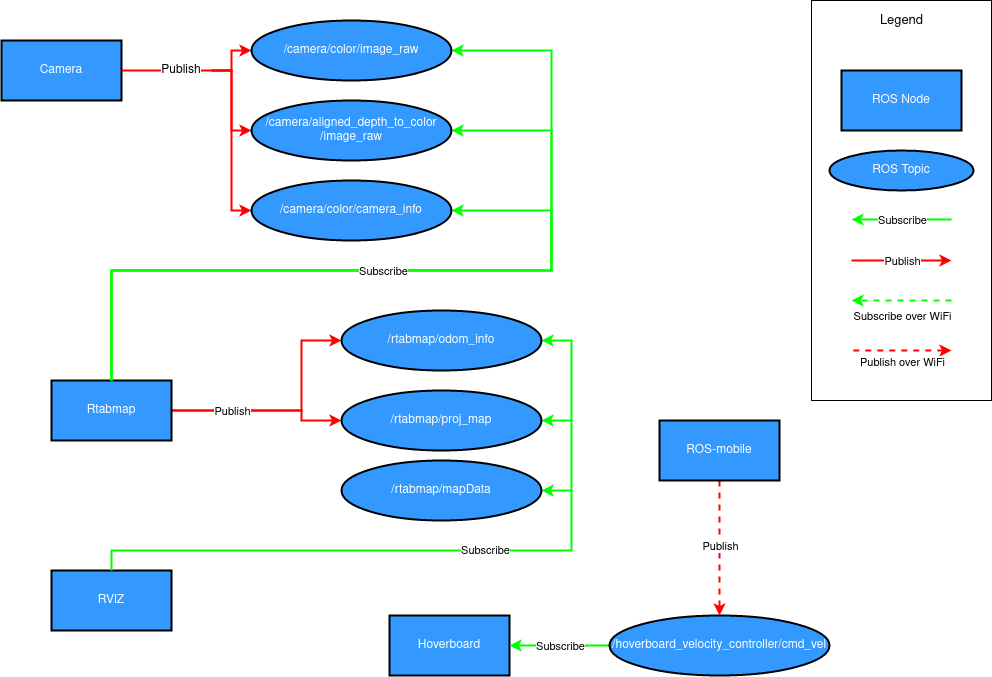 Legend
Camera
Publish
/camera/color/image_raw
/camera/aligned_depth_to_color
/image_raw
/camera/color/camera_info
Subscribe
ROS Node
ROS Topic
Subscribe
Publish
Subscribe over WiFi
Publish over WiFi
Rtabmap
Publish
/rtabmap/odom_info
/rtabmap/proj_map
/rtabmap/mapData
Subscribe
RVIZ
ROS-mobile
Publish
Hoverboard
Subscribe
/hoverboard_velocity_controller/cmd_vel